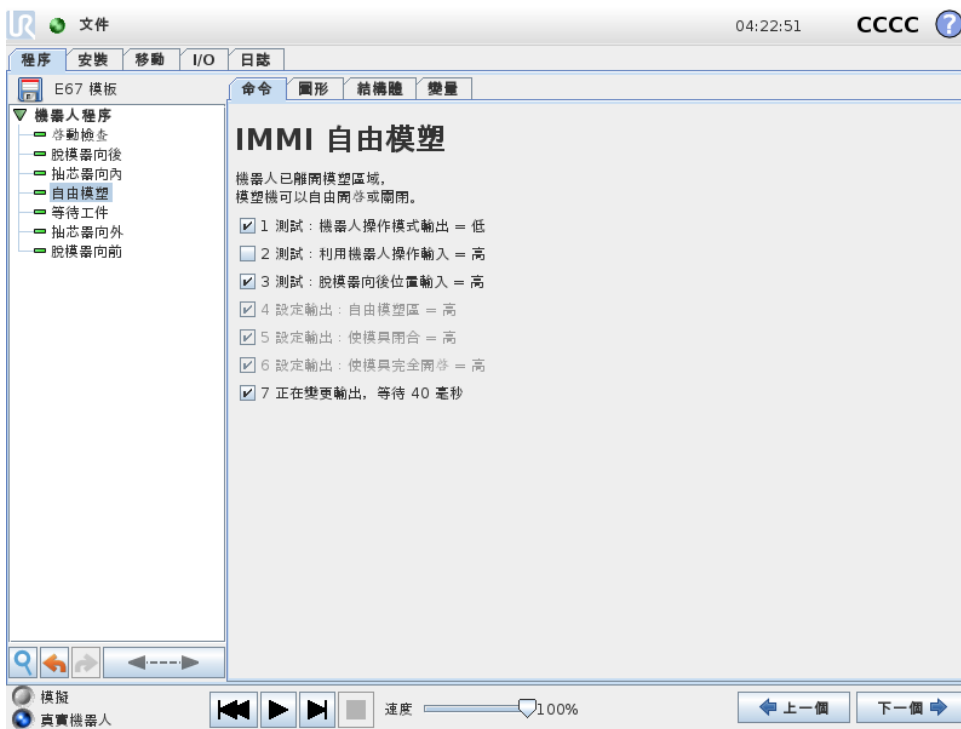 UR 文件 04:22:51 CCCC ?
程序 安裝 移動 I/O 日誌
E67 模板
命令 圖形 結構體 變量
機器人程序
啓動檢查
脫模器向後
抽芯器向內
自由模塑
等待工件
抽芯器向外
脫模器向前
IMMI 自由模塑
機器人已離開模塑區域,
模塑機可以自由開啓或關閉。
1 測試：機器人操作模式輸出 = 低
2 測試：利用機器人操作輸入 = 高
3 測試：脫模器向後位置輸入 = 高
4 設定輸出：自由模塑區 = 高
5 設定輸出：使模具閉合 = 高
6 設定輸出：使模具完全開啓 = 高
7 正在變更輸出，等待 40 毫秒
模擬
真實機器人
速度 100%
上一個 下一個